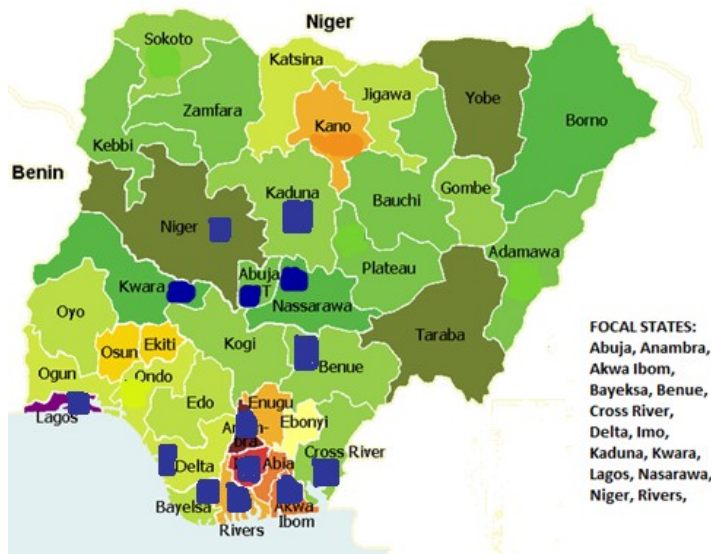 Niger
Sokoto
Katsina
Jigawa
Yobe
Borno
Zamfara
Kano
Kebbi
Benin
Kaduna
Bauchi
Gombe
Niger
Adamawa
Abuja
Plateau
Kwara
Nassarawa
Oyo
Taraba
Kogi
Osun
Ekiti
Benue
Ogun
Ondo
Edo
Enugu
Ebonyi
Lagos
Cross River
Delta
Abia
Bayelsa
Akwa
Ibom
Rivers
FOCAL STATES:
Abuja, Anambra,
Akwa Ibom,
Bayeksa, Benue,
Cross River,
Delta, Imo,
Kaduna, Kwara,
Lagos, Nasarawa,
Niger, Rivers,